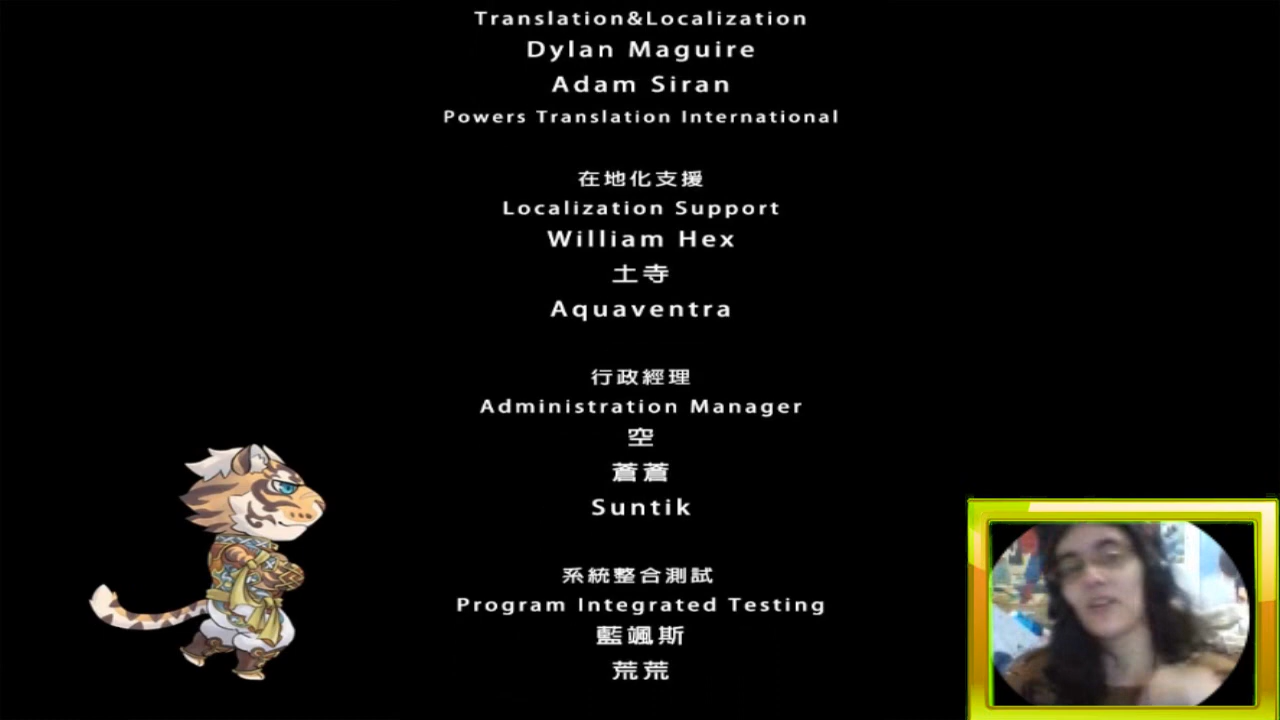 Translation&Localization
Dylan Maguire
Adam Siran
Powers Translation International
在地化支援
Localization Support
William Hex
土寺
Aquaventra
行政經理
Administration Manager
空
蒼蒼
Suntik
系統整合測試
Program Integrated Testing
藍颯斯
荒荒